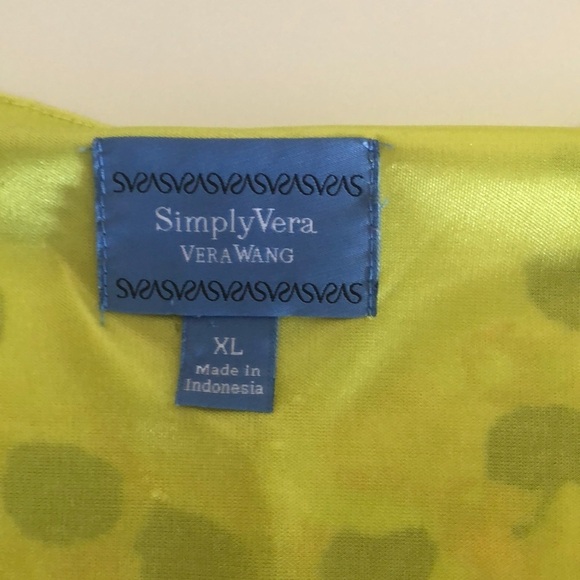 SimplyVera
VERA WANG
XL
Made in
Indonesia